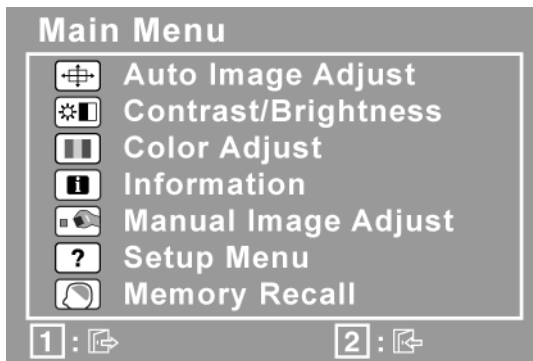 Main Menu
Auto Image Adjust
Contrast/Brightness
Color Adjust
Information
Manual Image Adjust
? Setup Menu
Memory Recall
1 : 2 :